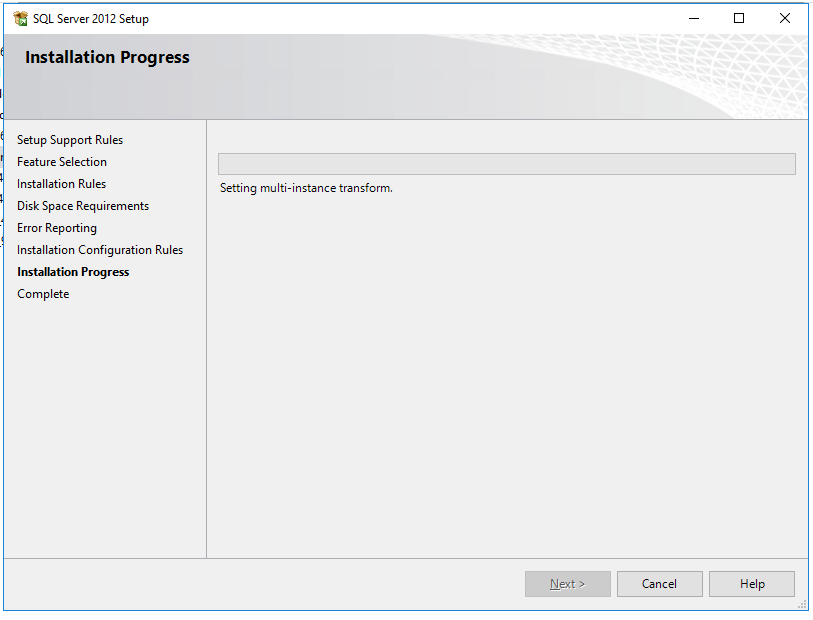 SQL Server 2012 Setup
Installation Progress
Setup Support Rules
Feature Selection
Installation Rules
Disk Space Requirements
Error Reporting
Installation Configuration Rules
Installation Progress
Complete
Setting multi-instance transform.
Next >
Cancel
Help